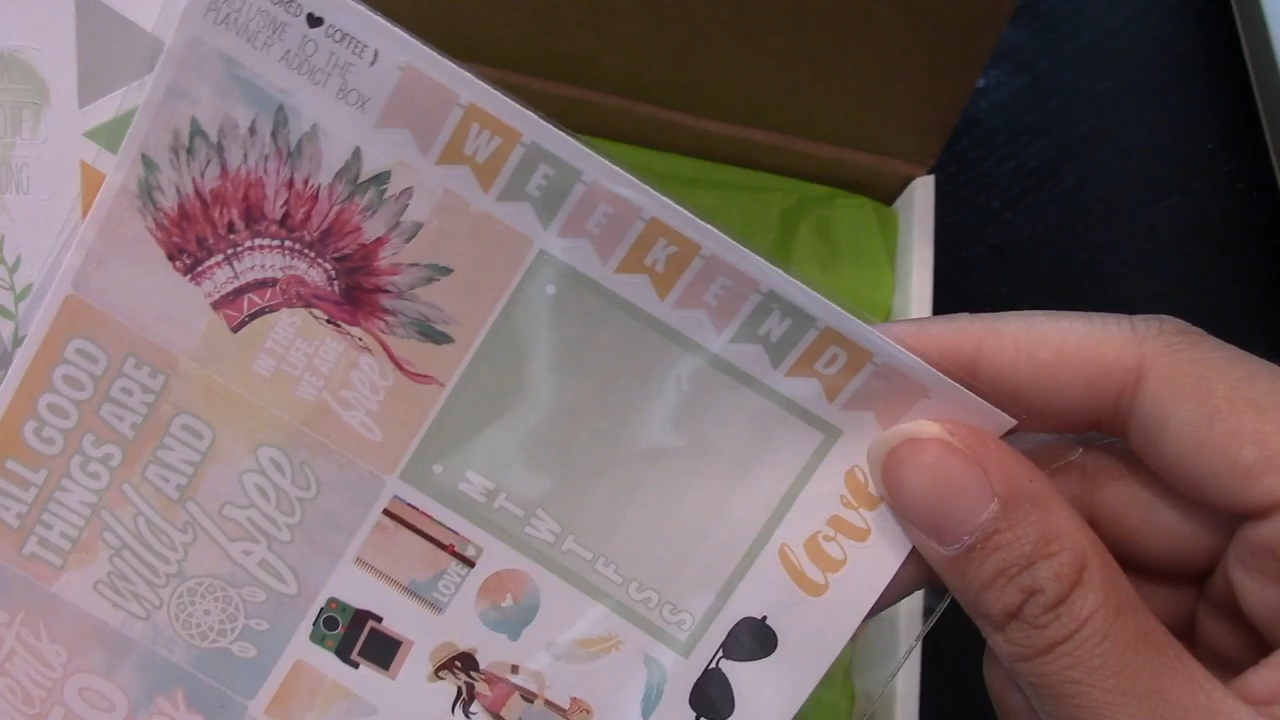 COFFEE)
EXCLUSIVE TO THE
PLANNER ADDICT BOX
WEEKEND
IN THIS
LIFE.
WE ARE
free
ALL GOOD
THINGS ARE
wild AND
free
M
T
W
T
F
S
S
LOVE
love
TO